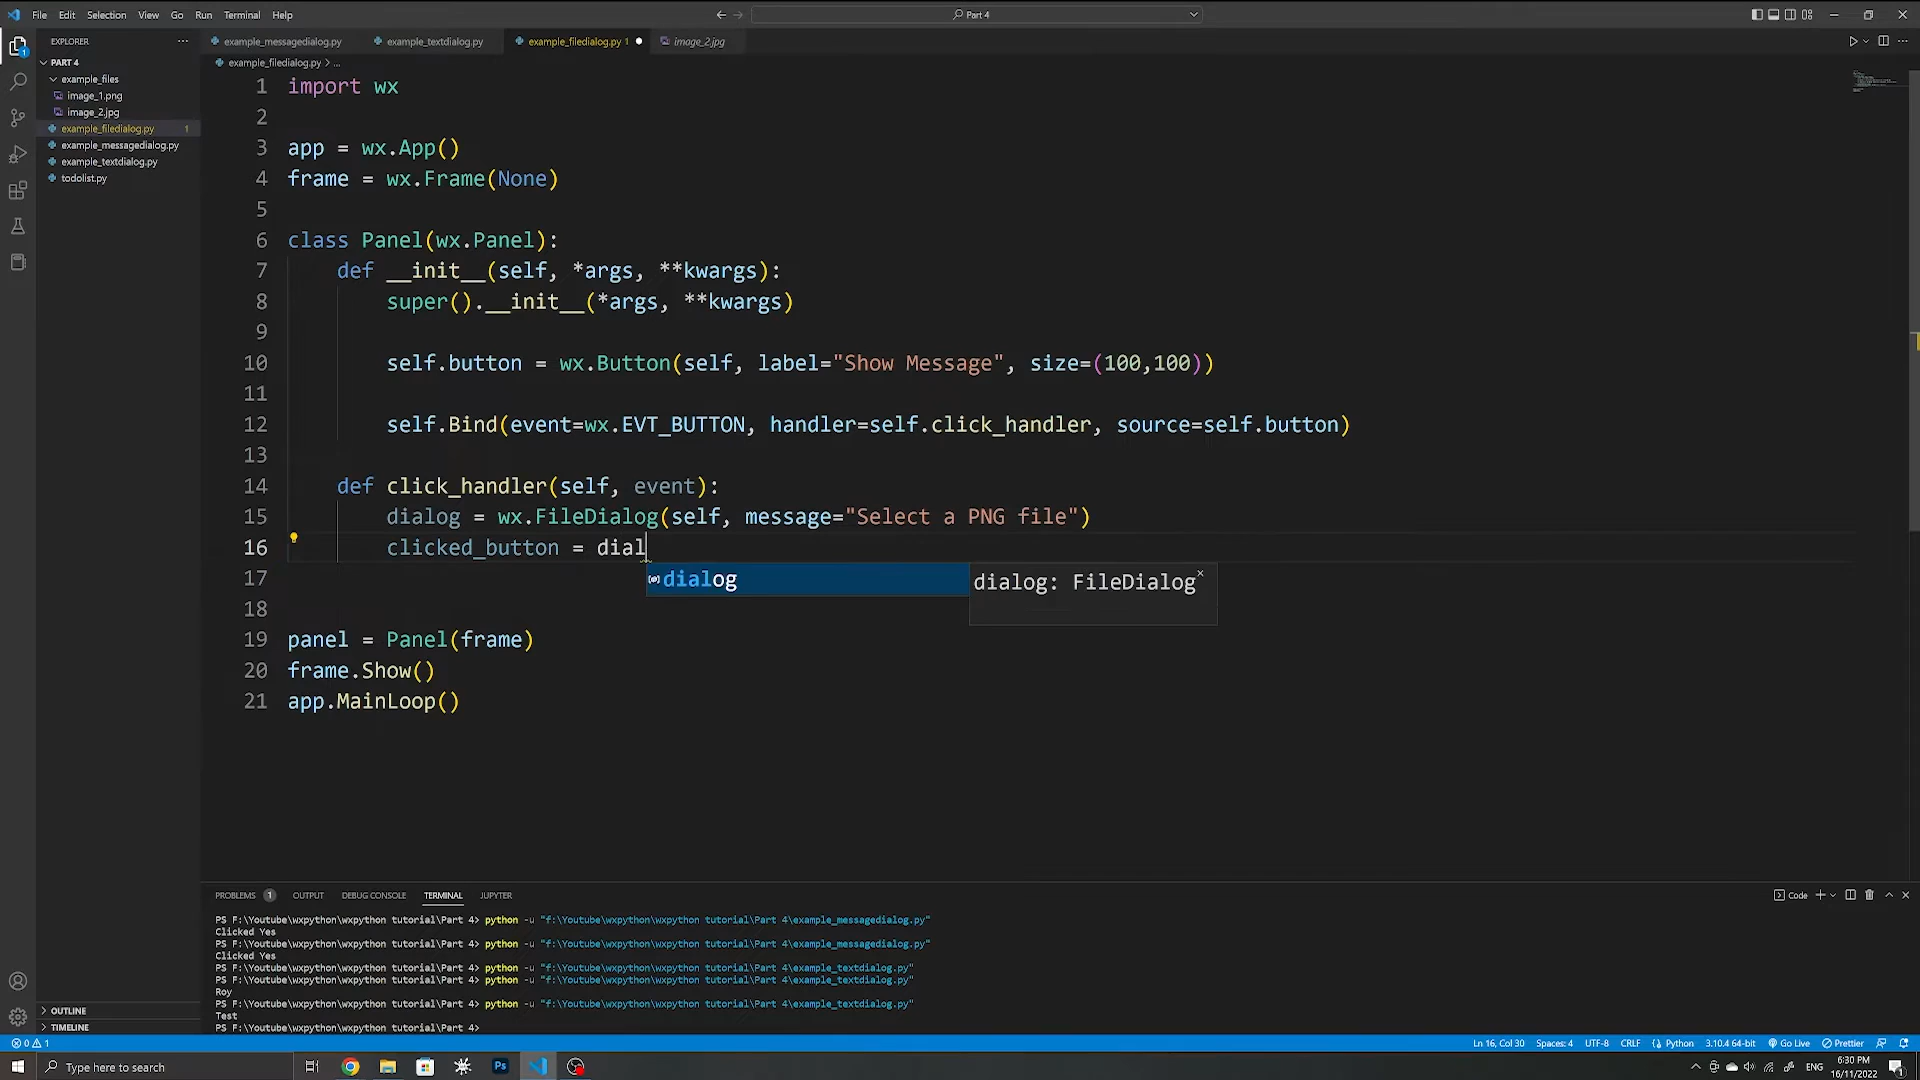 File Edit Selection View Go Run Terminal Help
Part 4
EXPLORER
PART 4
example_files
image_1.png
image_2.jpg
example_filedialog.py 1
example_messagedialog.py
example_textdialog.py
todolist.py
OUTLINE
TIMELINE
example_messagedialog.py example_textdialog.py example_filedialog.py 1 image_2.jpg
example_filedialog.py > ...
1 import wx
2
3 app = wx.App()
4 frame = wx.Frame(None)
5
6 class Panel(wx.Panel):
7 def __init__(self, *args, **kwargs):
8 super().__init__(*args, **kwargs)
9
10 self.button = wx.Button(self, label="Show Message", size=(100,100))
11
12 self.Bind(event=wx.EVT_BUTTON, handler=self.click_handler, source=self.button)
13
14 def click_handler(self, event):
15 dialog = wx.FileDialog(self, message="Select a PNG file")
16 clicked_button = dial
dialog
dialog: FileDialog
17
18
19 panel = Panel(frame)
20 frame.Show()
21 app.MainLoop()
PROBLEMS 1 OUTPUT DEBUG CONSOLE TERMINAL JUPYTER
Code
PS F:\Youtube\wxpython\wxpython tutorial\Part 4> python -u "f:\Youtube\wxpython\wxpython tutorial\Part 4\example_messagedialog.py"
Clicked Yes
PS F:\Youtube\wxpython\wxpython tutorial\Part 4> python -u "f:\Youtube\wxpython\wxpython tutorial\Part 4\example_messagedialog.py"
Clicked Yes
PS F:\Youtube\wxpython\wxpython tutorial\Part 4> python -u "f:\Youtube\wxpython\wxpython tutorial\Part 4\example_textdialog.py"
PS F:\Youtube\wxpython\wxpython tutorial\Part 4> python -u "f:\Youtube\wxpython\wxpython tutorial\Part 4\example_textdialog.py"
Roy
PS F:\Youtube\wxpython\wxpython tutorial\Part 4> python -u "f:\Youtube\wxpython\wxpython tutorial\Part 4\example_textdialog.py"
Test
PS F:\Youtube\wxpython\wxpython tutorial\Part 4>
0 1
Ln 16, Col 30 Spaces: 4 UTF-8 CRLF Python 3.10.4 64-bit Go Live Prettier
Type here to search
Ps
ENG
6:30 PM
16/11/2022
1